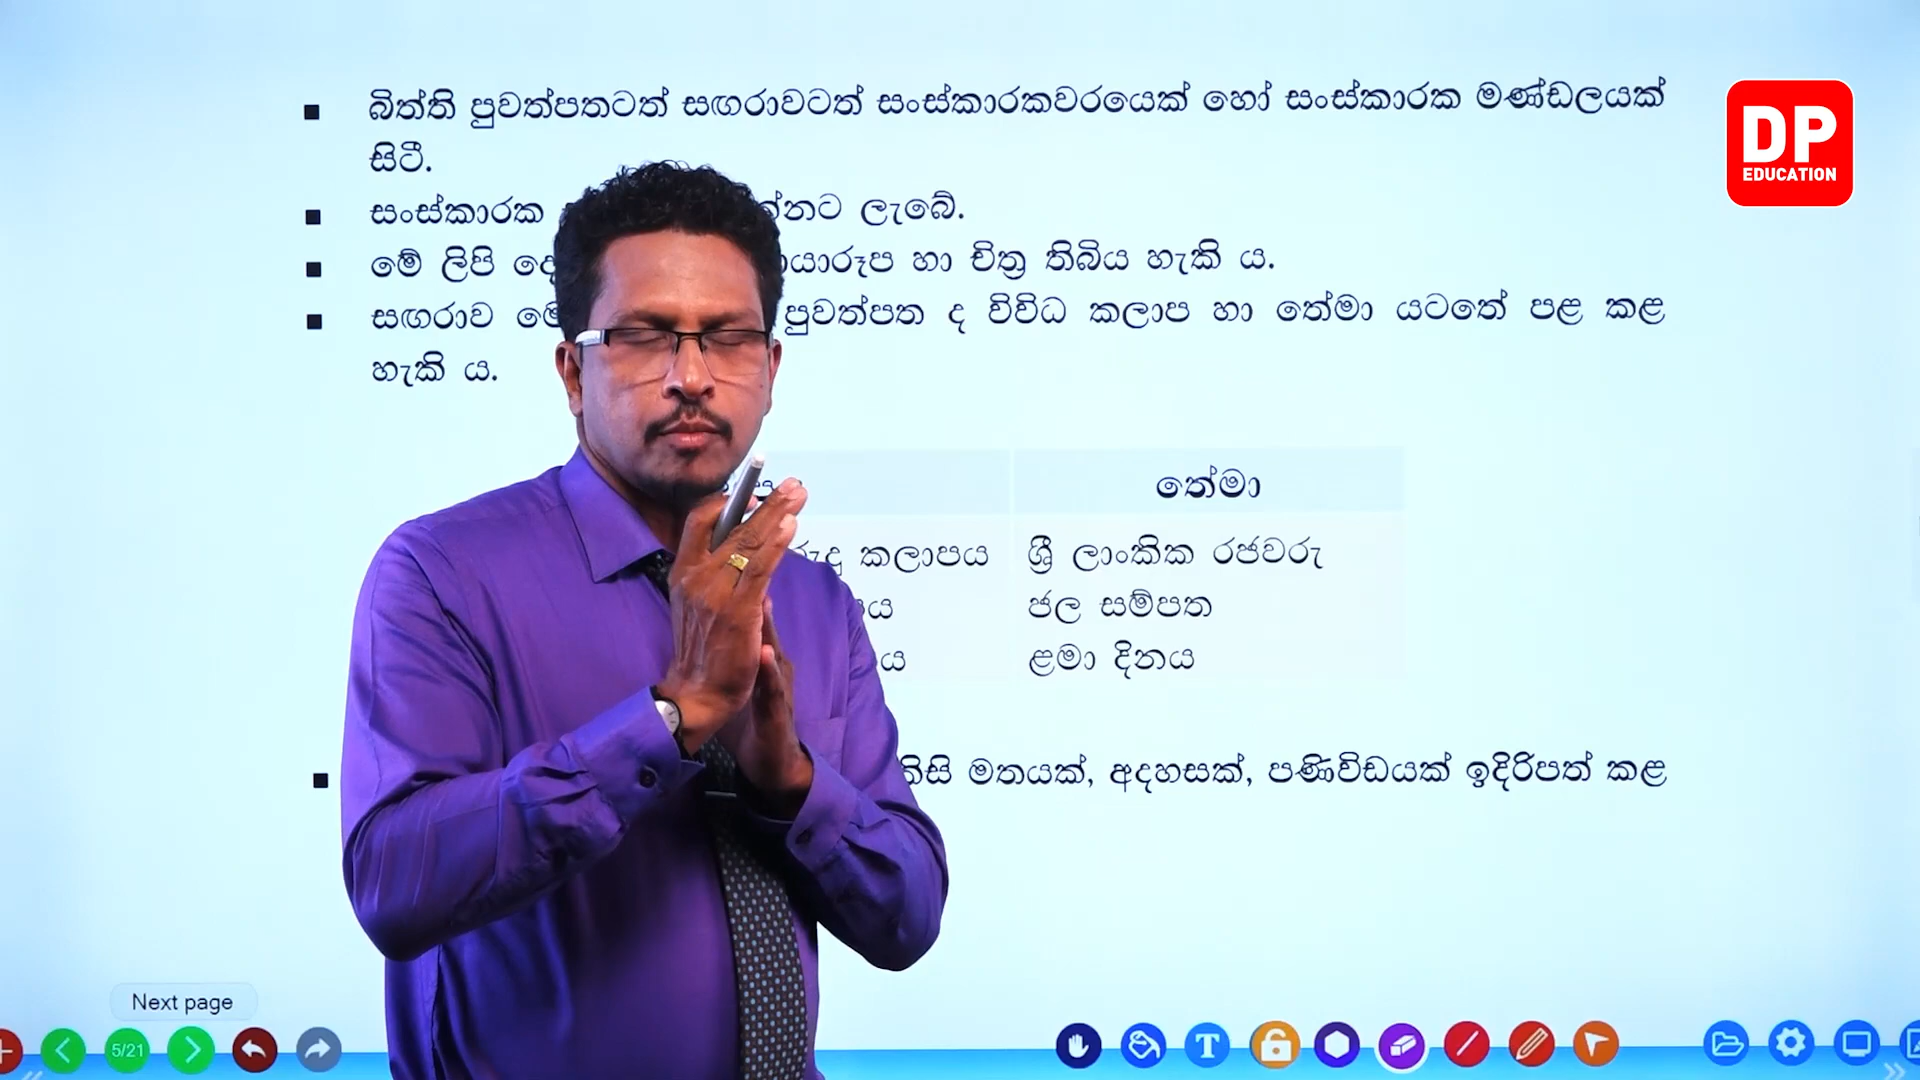 බිත්ති පුවත්පතටත් සඟරාවටත් සංස්කාරකවරයෙක් හෝ සංස්කාරක මණ්ඩලයක්
සිටී.
සංස්කාරක ලැබේ.
මේ ලිපි හා චිත්‍ර තිබිය හැකි ය.
සඟරාව පුවත්පත ද විවිධ කලාප හා තේමා යටතේ පළ කළ
හැකි ය.
තේමා
කලාපය ශ්‍රී ලාංකික රජවරු
ජල සම්පත
ළමා දිනය
මතයක්, අදහසක්, පණිවිඩයක් ඉදිරිපත් කළ
DP
EDUCATION
Next page
5/21
T